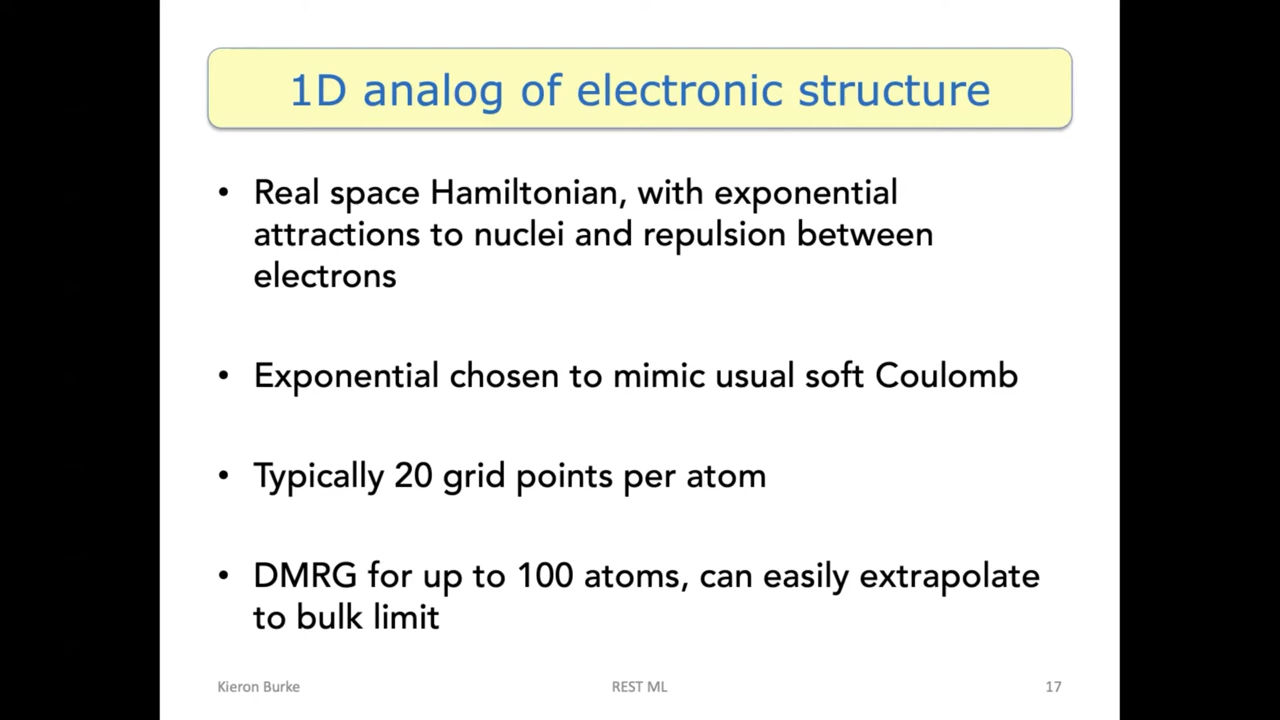 1D analog of electronic structure
• Real space Hamiltonian, with exponential
attractions to nuclei and repulsion between
electrons
• Exponential chosen to mimic usual soft Coulomb
• Typically 20 grid points per atom
• DMRG for up to 100 atoms, can easily extrapolate
to bulk limit
Kieron Burke
REST ML
17